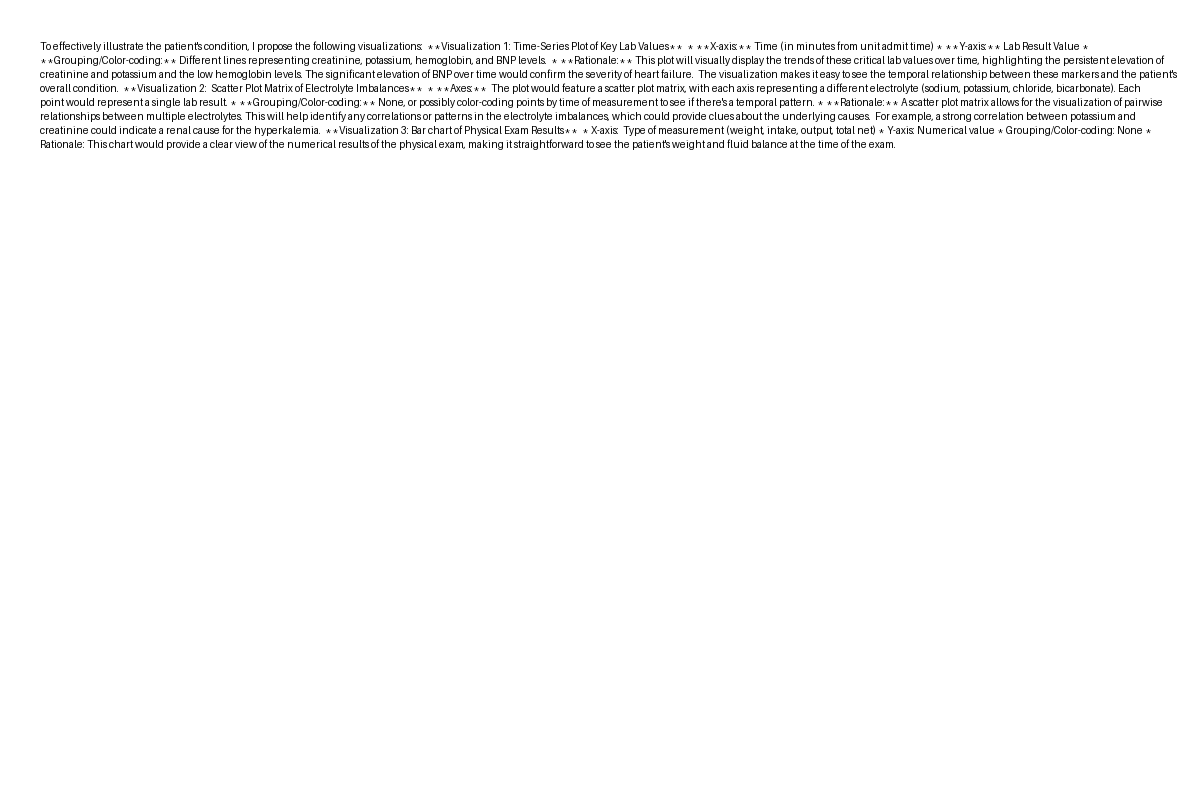 To effectively illustrate the patient's condition, I propose the following visualizations:  **Visualization 1: Time-Series Plot of Key Lab Values**  * **X-axis:** Time (in minutes from unit admit time) * **Y-axis:** Lab Result Value *
**Grouping/Color-coding:** Different lines representing creatinine, potassium, hemoglobin, and BNP levels.  * **Rationale:** This plot will visually display the trends of these critical lab values over time, highlighting the persistent elevation of
creatinine and potassium and the low hemoglobin levels. The significant elevation of BNP over time would confirm the severity of heart failure.  The visualization makes it easy to see the temporal relationship between these markers and the patient's
overall condition.  **Visualization 2:  Scatter Plot Matrix of Electrolyte Imbalances**  * **Axes:**  The plot would feature a scatter plot matrix, with each axis representing a different electrolyte (sodium, potassium, chloride, bicarbonate). Each
point would represent a single lab result. * **Grouping/Color-coding:** None, or possibly color-coding points by time of measurement to see if there's a temporal pattern. * **Rationale:** A scatter plot matrix allows for the visualization of pairwise
relationships between multiple electrolytes. This will help identify any correlations or patterns in the electrolyte imbalances, which could provide clues about the underlying causes.  For example, a strong correlation between potassium and
creatinine could indicate a renal cause for the hyperkalemia.  **Visualization 3: Bar chart of Physical Exam Results**  * X-axis:  Type of measurement (weight, intake, output, total net) * Y-axis: Numerical value * Grouping/Color-coding: None *
Rationale: This chart would provide a clear view of the numerical results of the physical exam, making it straightforward to see the patient's weight and fluid balance at the time of the exam.